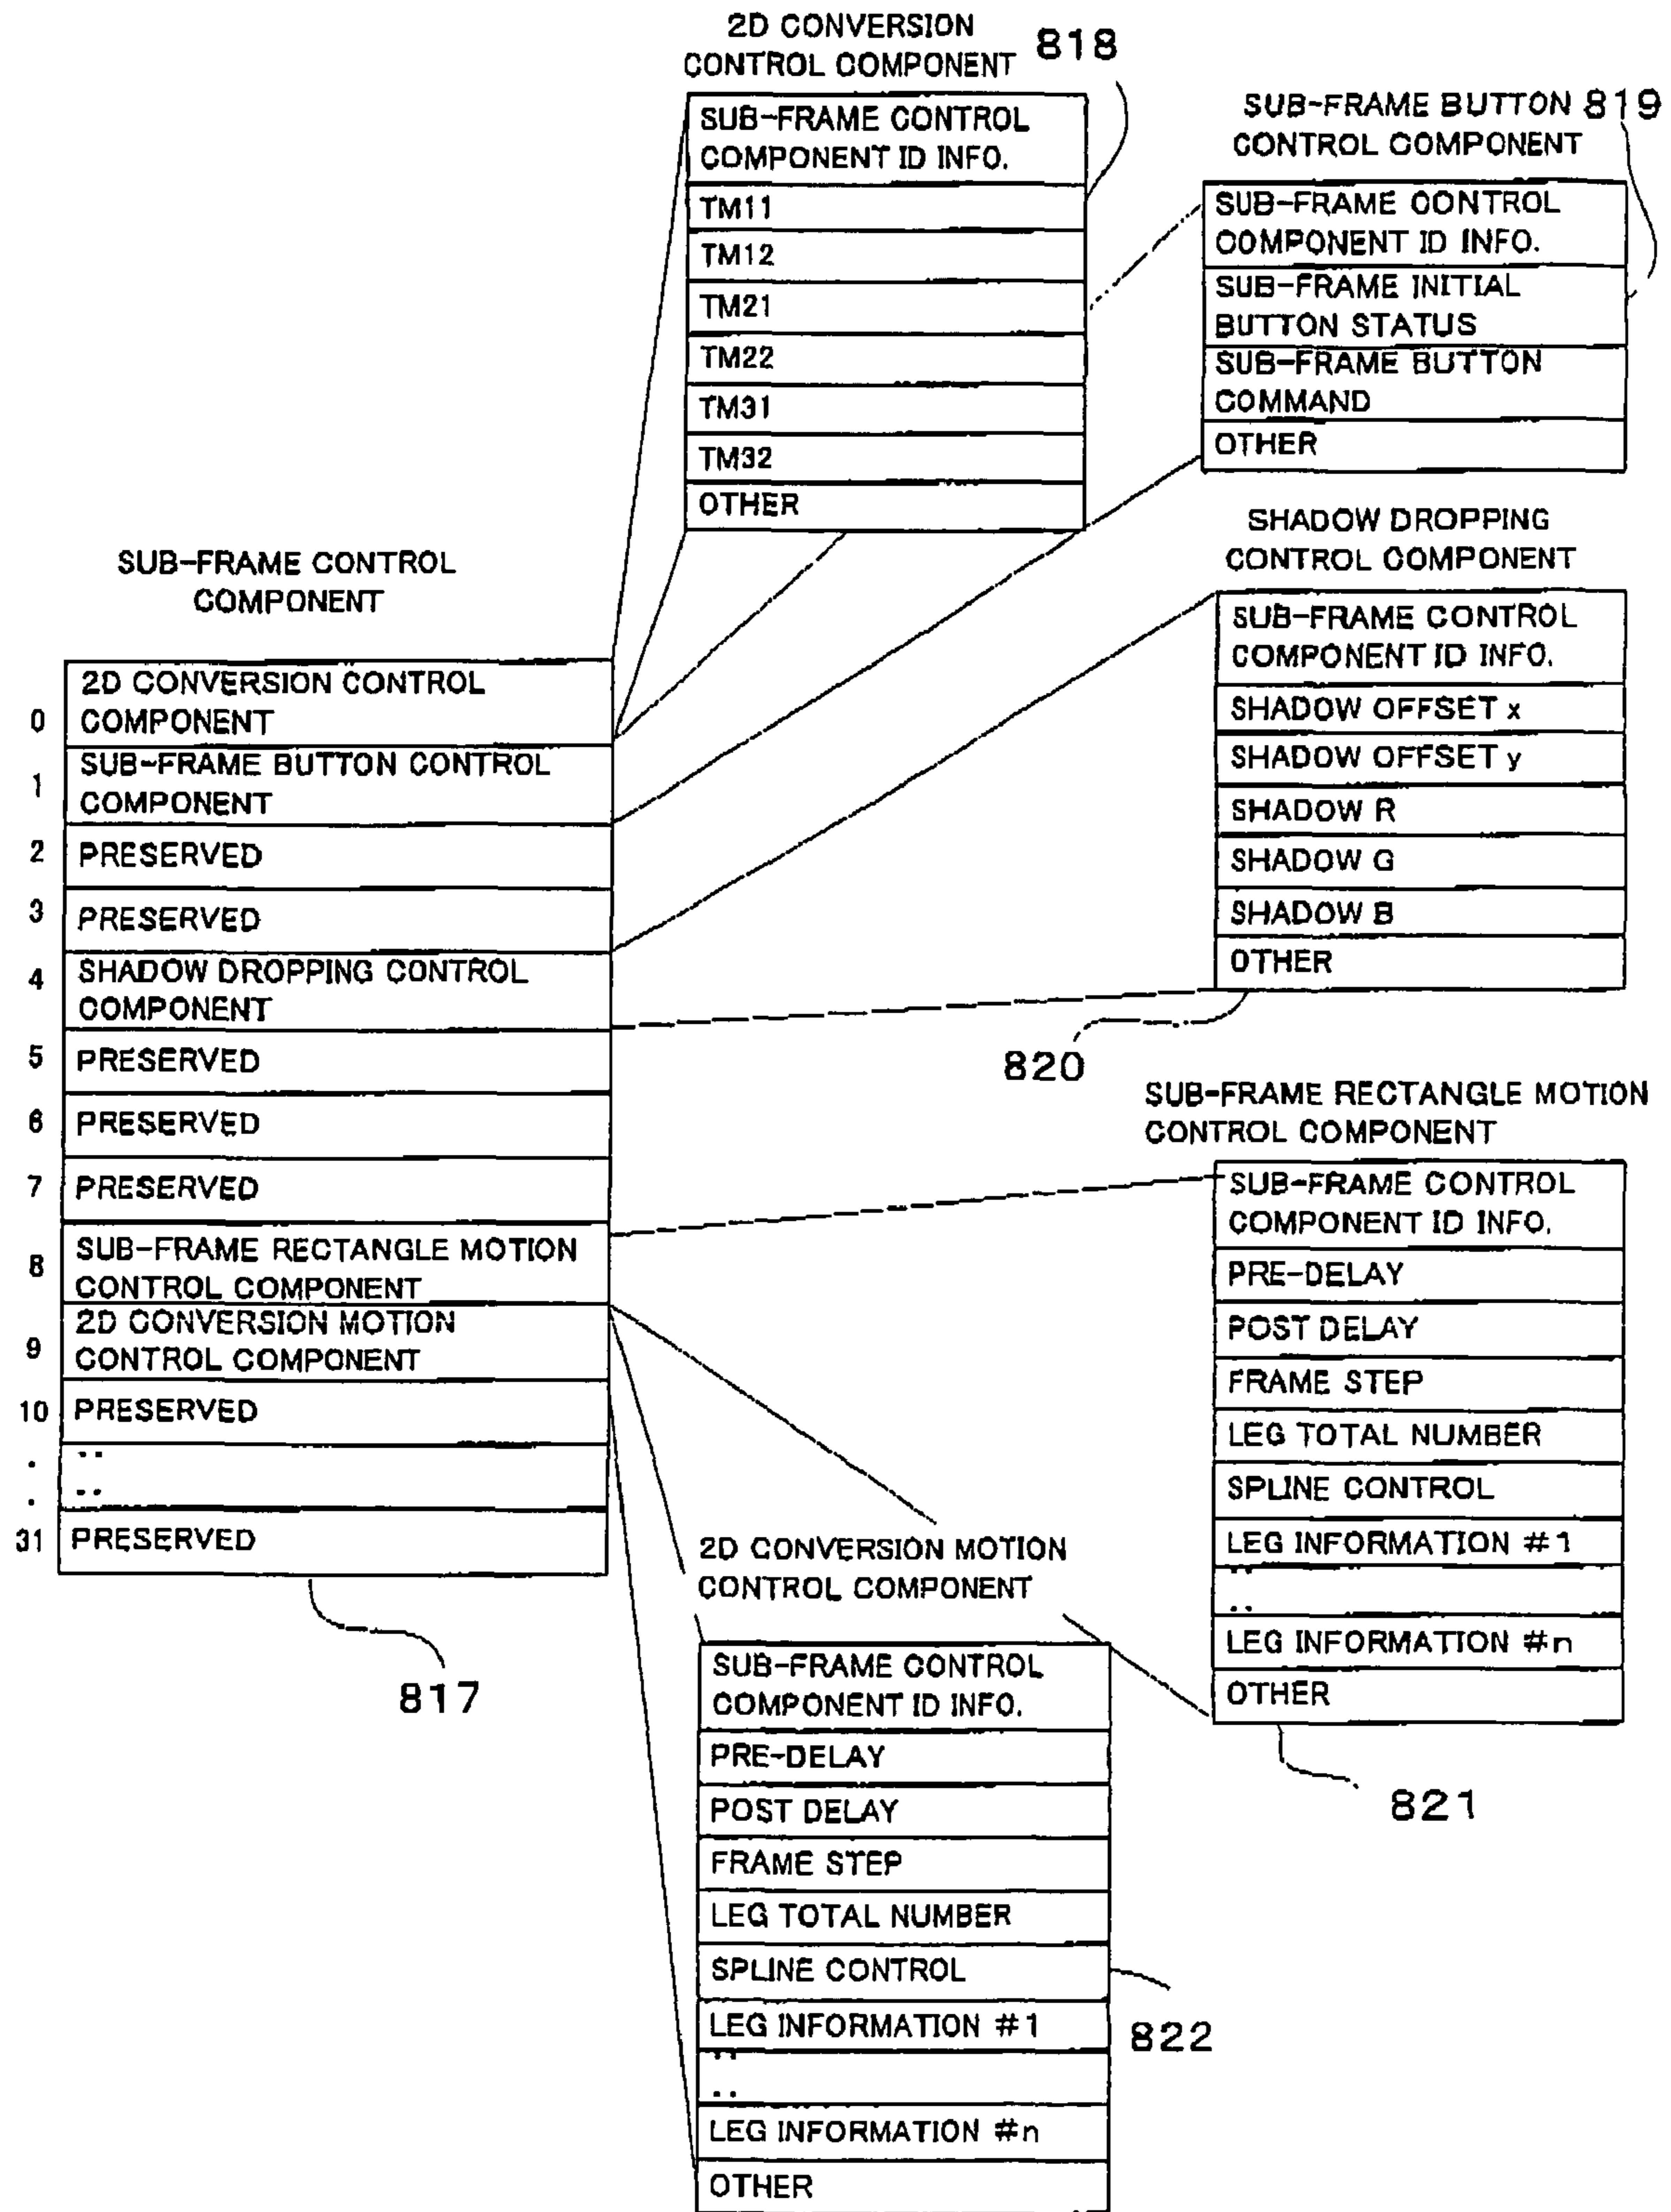 2D CONVERSION
CONTROL COMPONENT
818
SUB-FRAME CONTROL
COMPONENT ID INFO.
TM11
TM12
TM21
TM22
TM31
TM32
OTHER
SUB-FRAME BUTTON 819
CONTROL COMPONENT
SUB-FRAME CONTROL
COMPONENT ID INFO.
SUB-FRAME INITIAL
BUTTON STATUS
SUB-FRAME BUTTON
COMMAND
OTHER
SHADOW DROPPING
CONTROL COMPONENT
SUB-FRAME CONTROL
COMPONENT ID INFO.
SHADOW OFFSET x
SHADOW OFFSET y
SHADOW R
SHADOW G
SHADOW B
OTHER
820
SUB-FRAME CONTROL
COMPONENT
2D CONVERSION CONTROL
0 COMPONENT
SUB-FRAME BUTTON CONTROL
1 COMPONENT
2 PRESERVED
3 PRESERVED
4 SHADOW DROPPING CONTROL
COMPONENT
5 PRESERVED
6 PRESERVED
7 PRESERVED
8 SUB-FRAME RECTANGLE MOTION
CONTROL COMPONENT
2D CONVERSION MOTION
9 CONTROL COMPONENT
10 PRESERVED
. ..
. ..
31 PRESERVED
817
SUB-FRAME RECTANGLE MOTION
CONTROL COMPONENT
SUB-FRAME CONTROL
COMPONENT ID INFO.
PRE-DELAY
POST DELAY
FRAME STEP
LEG TOTAL NUMBER
SPLINE CONTROL
LEG INFORMATION #1
..
..
LEG INFORMATION #n
OTHER
821
2D CONVERSION MOTION
CONTROL COMPONENT
SUB-FRAME CONTROL
COMPONENT ID INFO.
PRE-DELAY
POST DELAY
FRAME STEP
LEG TOTAL NUMBER
SPLINE CONTROL
LEG INFORMATION #1
..
..
LEG INFORMATION #n
OTHER
822